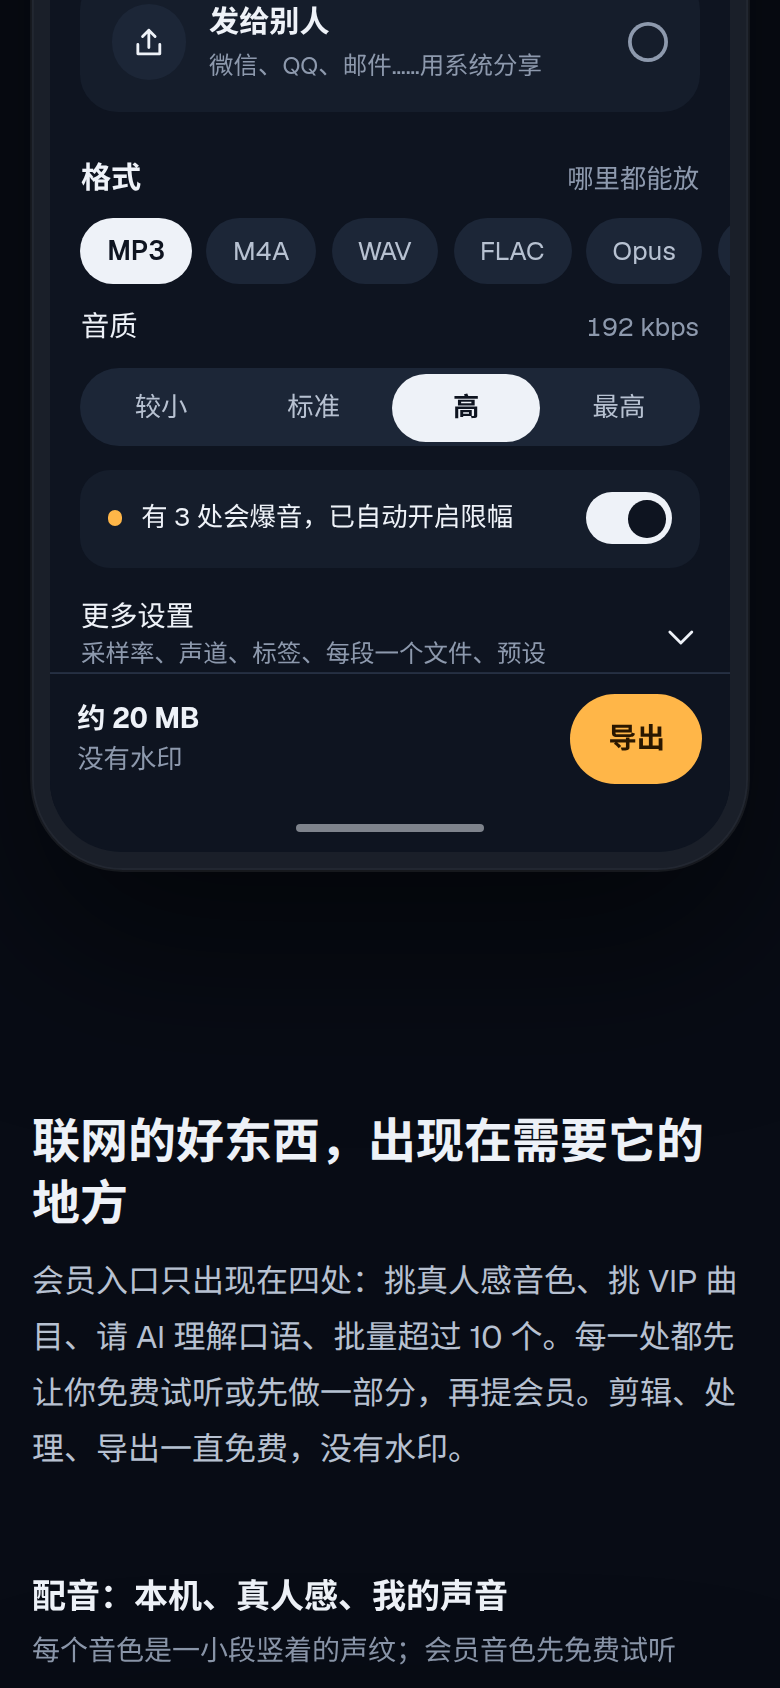 发给别人
微信、QQ、邮件……用系统分享
格式
哪里都能放
MP3
M4A
WAV
FLAC
Opus
音质
192 kbps
较小
标准
高
最高
有 3 处会爆音，已自动开启限幅
更多设置
采样率、声道、标签、每段一个文件、预设
约 20 MB
没有水印
导出
联网的好东西，出现在需要它的
地方
会员入口只出现在四处：挑真人感音色、挑 VIP 曲
目、请 AI 理解口语、批量超过 10 个。每一处都先
让你免费试听或先做一部分，再提会员。剪辑、处
理、导出一直免费，没有水印。
配音：本机、真人感、我的声音
每个音色是一小段竖着的声纹；会员音色先免费试听